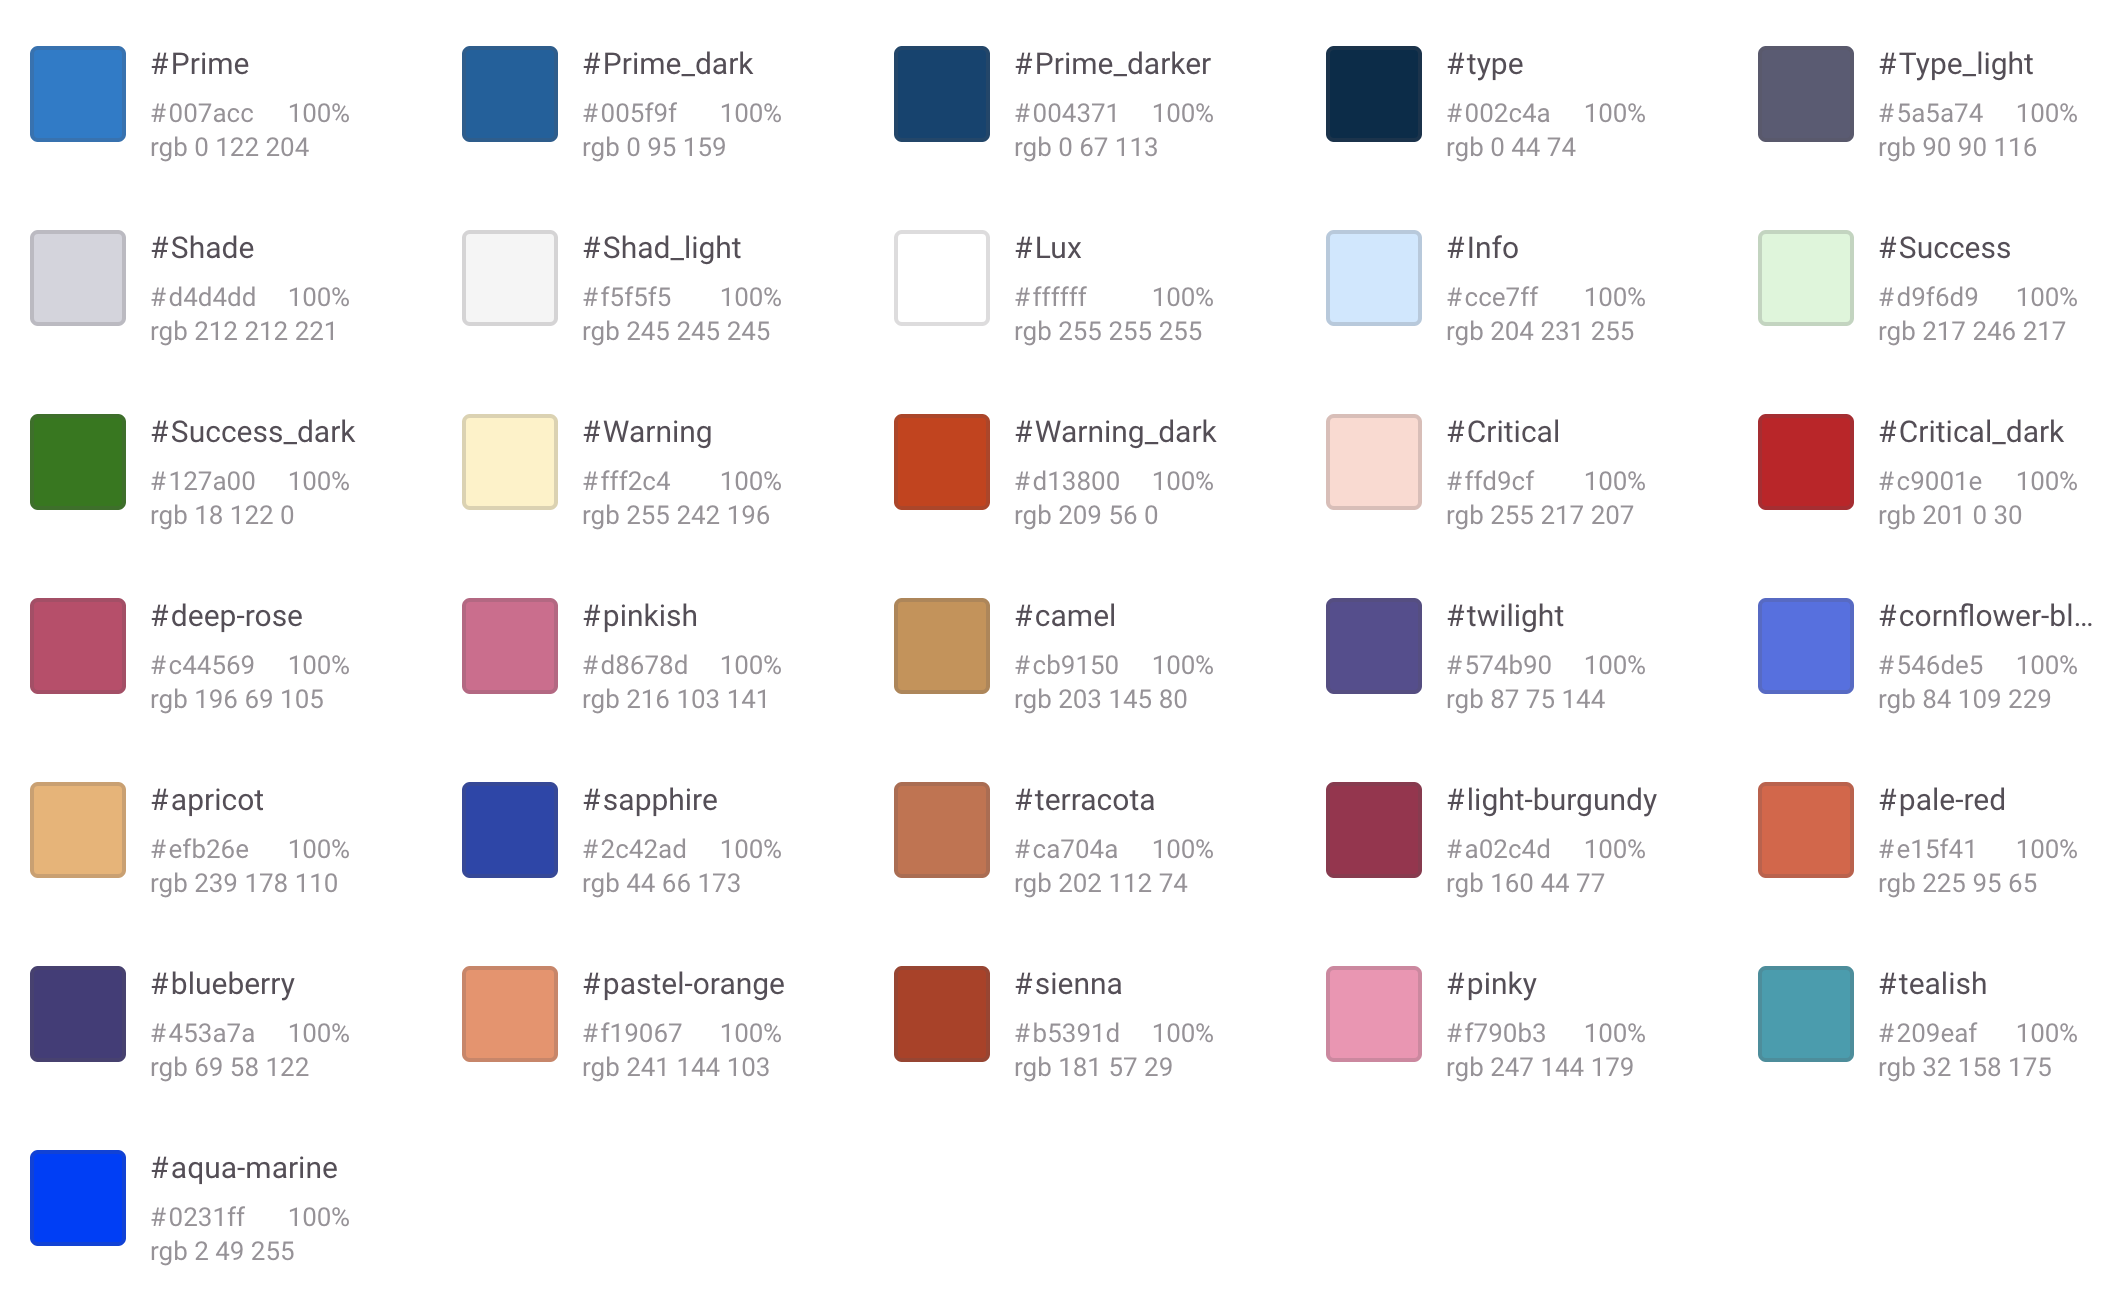 #Prime
#007acc 100%
rgb 0 122 204
#Prime_dark
#005f9f 100%
rgb 0 95 159
#Prime_darker
#004371 100%
rgb 0 67 113
#type
#002c4a 100%
rgb 0 44 74
#Type_light
#5a5a74 100%
rgb 90 90 116
#Shade
#d4d4dd 100%
rgb 212 212 221
#Shad_light
#f5f5f5 100%
rgb 245 245 245
#Lux
#ffffff 100%
rgb 255 255 255
#Info
#cce7ff 100%
rgb 204 231 255
#Success
#d9f6d9 100%
rgb 217 246 217
#Success_dark
#127a00 100%
rgb 18 122 0
#Warning
#fff2c4 100%
rgb 255 242 196
#Warning_dark
#d13800 100%
rgb 209 56 0
#Critical
#ffd9cf 100%
rgb 255 217 207
#Critical_dark
#c9001e 100%
rgb 201 0 30
#deep-rose
#c44569 100%
rgb 196 69 105
#pinkish
#d8678d 100%
rgb 216 103 141
#camel
#cb9150 100%
rgb 203 145 80
#twilight
#574b90 100%
rgb 87 75 144
#cornflower-bl...
#546de5 100%
rgb 84 109 229
#apricot
#efb26e 100%
rgb 239 178 110
#sapphire
#2c42ad 100%
rgb 44 66 173
#terracota
#ca704a 100%
rgb 202 112 74
#light-burgundy
#a02c4d 100%
rgb 160 44 77
#pale-red
#e15f41 100%
rgb 225 95 65
#blueberry
#453a7a 100%
rgb 69 58 122
#pastel-orange
#f19067 100%
rgb 241 144 103
#sienna
#b5391d 100%
rgb 181 57 29
#pinky
#f790b3 100%
rgb 247 144 179
#tealish
#209eaf 100%
rgb 32 158 175
#aqua-marine
#0231ff 100%
rgb 2 49 255